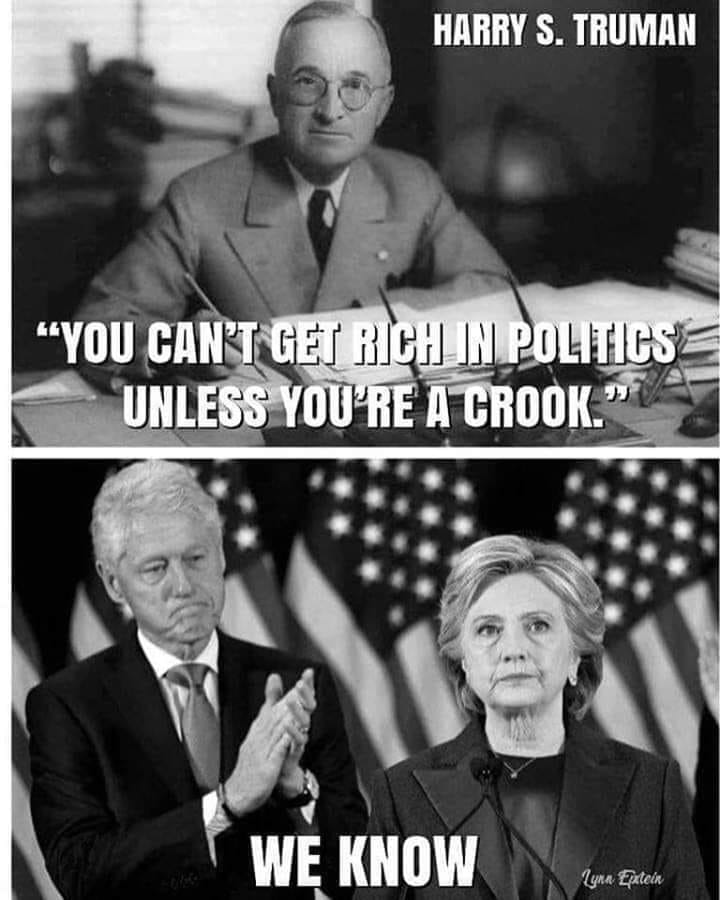 HARRY S. TRUMAN
“YOU CAN’T GET RICH IN POLITICS
UNLESS YOU’RE A CROOK.”
WE KNOW
Lynn Epstein